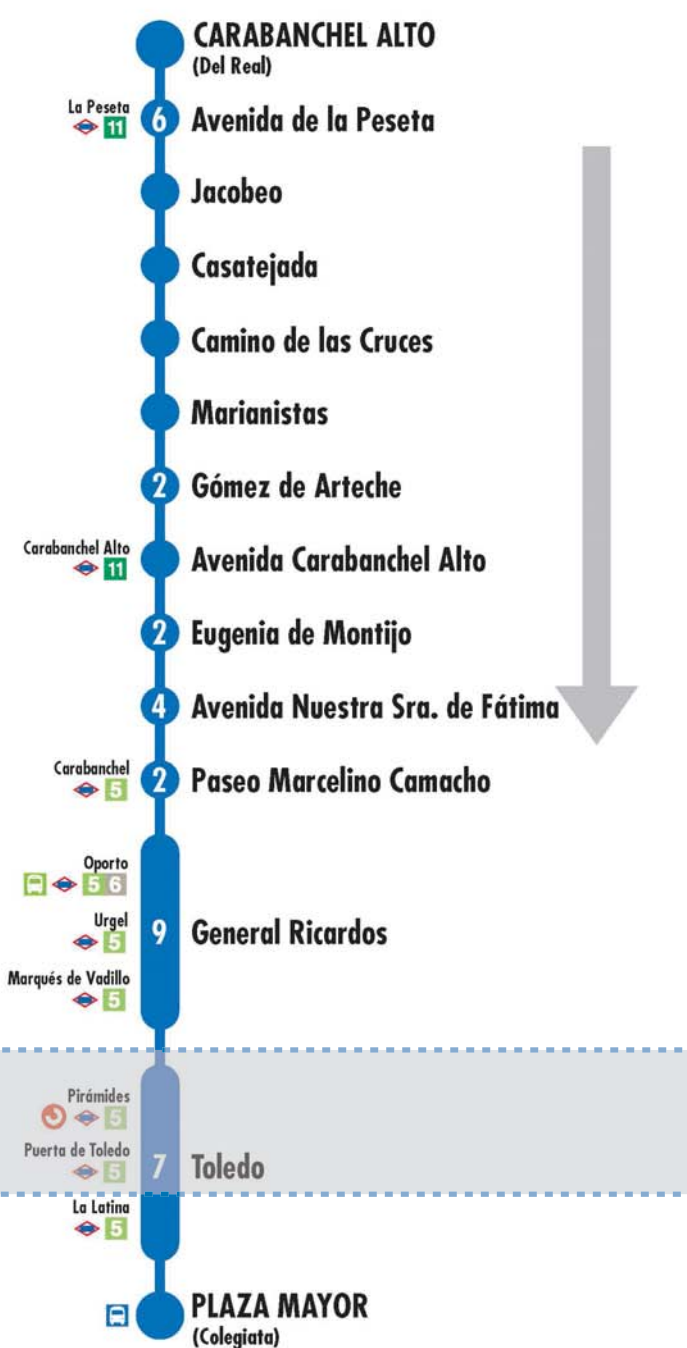 CARABANCHEL ALTO
(Del Real)
La Peseta
11
6
Avenida de la Peseta
Jacobeo
Casatejada
Camino de las Cruces
Marianistas
2
Gómez de Arteche
Carabanchel Alto
11
Avenida Carabanchel Alto
2
Eugenia de Montijo
4
Avenida Nuestra Sra. de Fátima
Carabanchel
5
2
Paseo Marcelino Camacho
Oporto
5 6
Urgel
5
9
General Ricardos
Marqués de Vadillo
5
Pirámides
5
Puerta de Toledo
5
7
Toledo
La Latina
5
PLAZA MAYOR
(Colegiata)